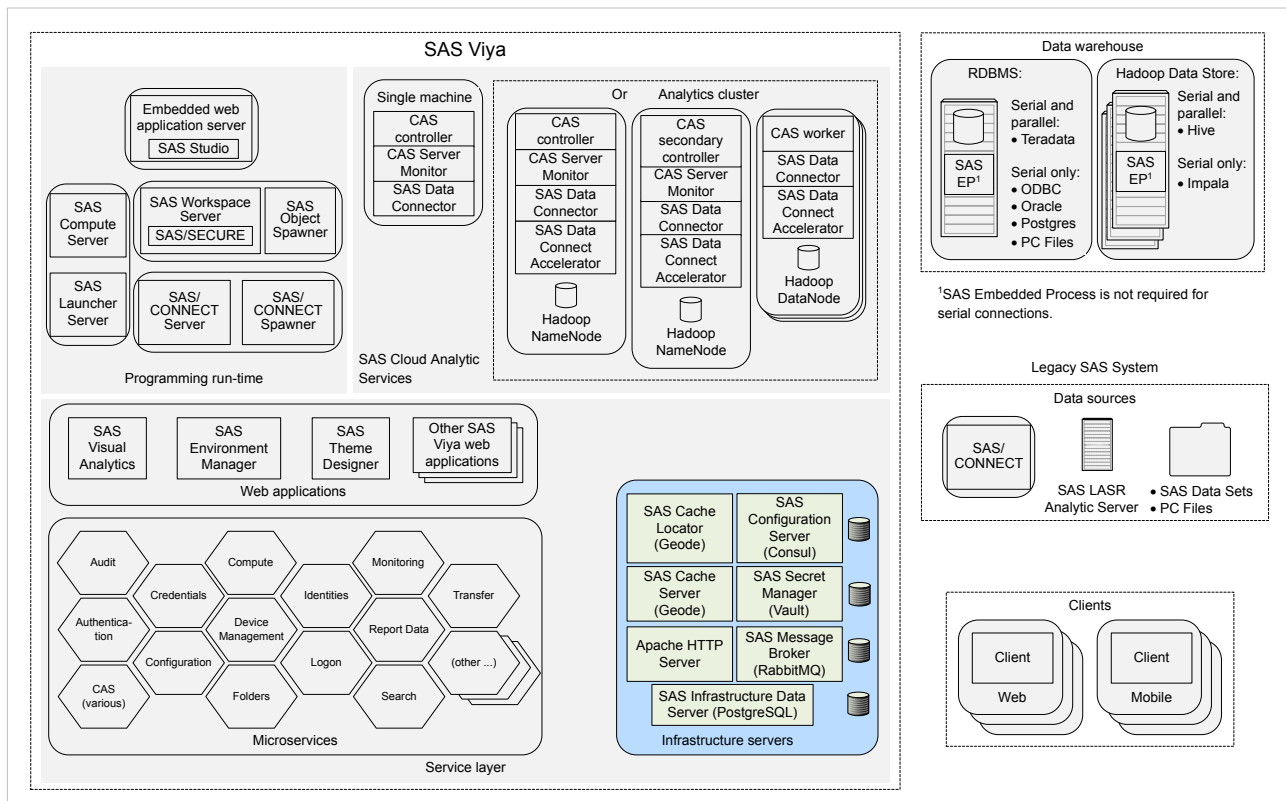 SAS Viya
Embedded web
application server
SAS Studio
SAS
Compute
Server
SAS
Launcher
Server
SAS Workspace
Server
SAS/SECURE
SAS
Object
Spawner
SAS/
CONNECT
Server
SAS/
CONNECT
Spawner
Programming run-time
Single machine
CAS
controller
CAS Server
Monitor
SAS Data
Connector
SAS Cloud Analytic
Services
Or
Analytics cluster
CAS
controller
CAS Server
Monitor
SAS Data
Connector
SAS Data
Connect
Accelerator
Hadoop
NameNode
CAS
secondary
controller
CAS Server
Monitor
SAS Data
Connector
SAS Data
Connect
Accelerator
Hadoop
NameNode
CAS worker
SAS Data
Connector
SAS Data
Connect
Accelerator
Hadoop
DataNode
SAS
Visual
Analytics
SAS
Environment
Manager
SAS
Theme
Designer
Other SAS
Viya web
applications
Web applications
Audit
Compute
Monitoring
Credentials
Identities
Transfer
Authentica-
tion
Device
Management
Report Data
Configuration
Logon
(other ...)
CAS
(various)
Folders
Search
Microservices
SAS Cache
Locator
(Geode)
SAS
Configuration
Server
(Consul)
SAS Cache
Server
(Geode)
SAS Secret
Manager
(Vault)
Apache HTTP
Server
SAS Message
Broker
(RabbitMQ)
SAS Infrastructure Data
Server (PostgreSQL)
Infrastructure servers
Service layer
Data warehouse
RDBMS:
SAS
EP¹
Serial and
parallel:
• Teradata
Serial only:
• ODBC
• Oracle
• Postgres
• PC Files
Hadoop Data Store:
SAS
EP¹
Serial and
parallel:
• Hive
Serial only:
• Impala
¹SAS Embedded Process is not required for
serial connections.
Legacy SAS System
Data sources
SAS/
CONNECT
SAS LASR
Analytic Server
• SAS Data Sets
• PC Files
Clients
Client
Web
Client
Mobile